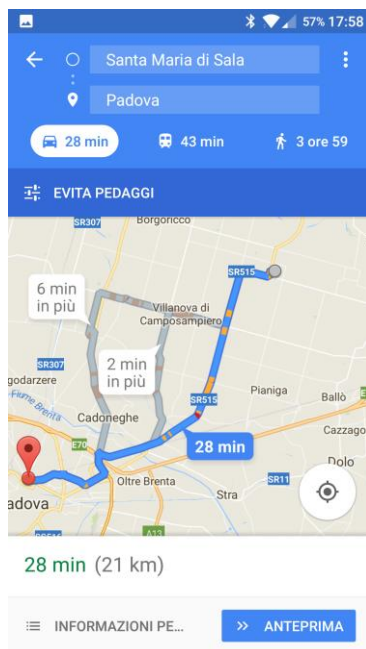 57% 17:58
Santa Maria di Sala
Padova
28 min
43 min
3 ore 59
EVITA PEDAGGI
SR307
Borgoricco
SR515
6 min
in più
Villanova di
Camposampiero
2 min
in più
SR307
godarzere
Fiume Brenta
SR515
Pianiga
Ballò
Cadoneghe
Cazzago
E70
28 min
Dolo
Oltre Brenta
SR11
Stra
adova
A13
28 min (21 km)
INFORMAZIONI PE...
ANTEPRIMA